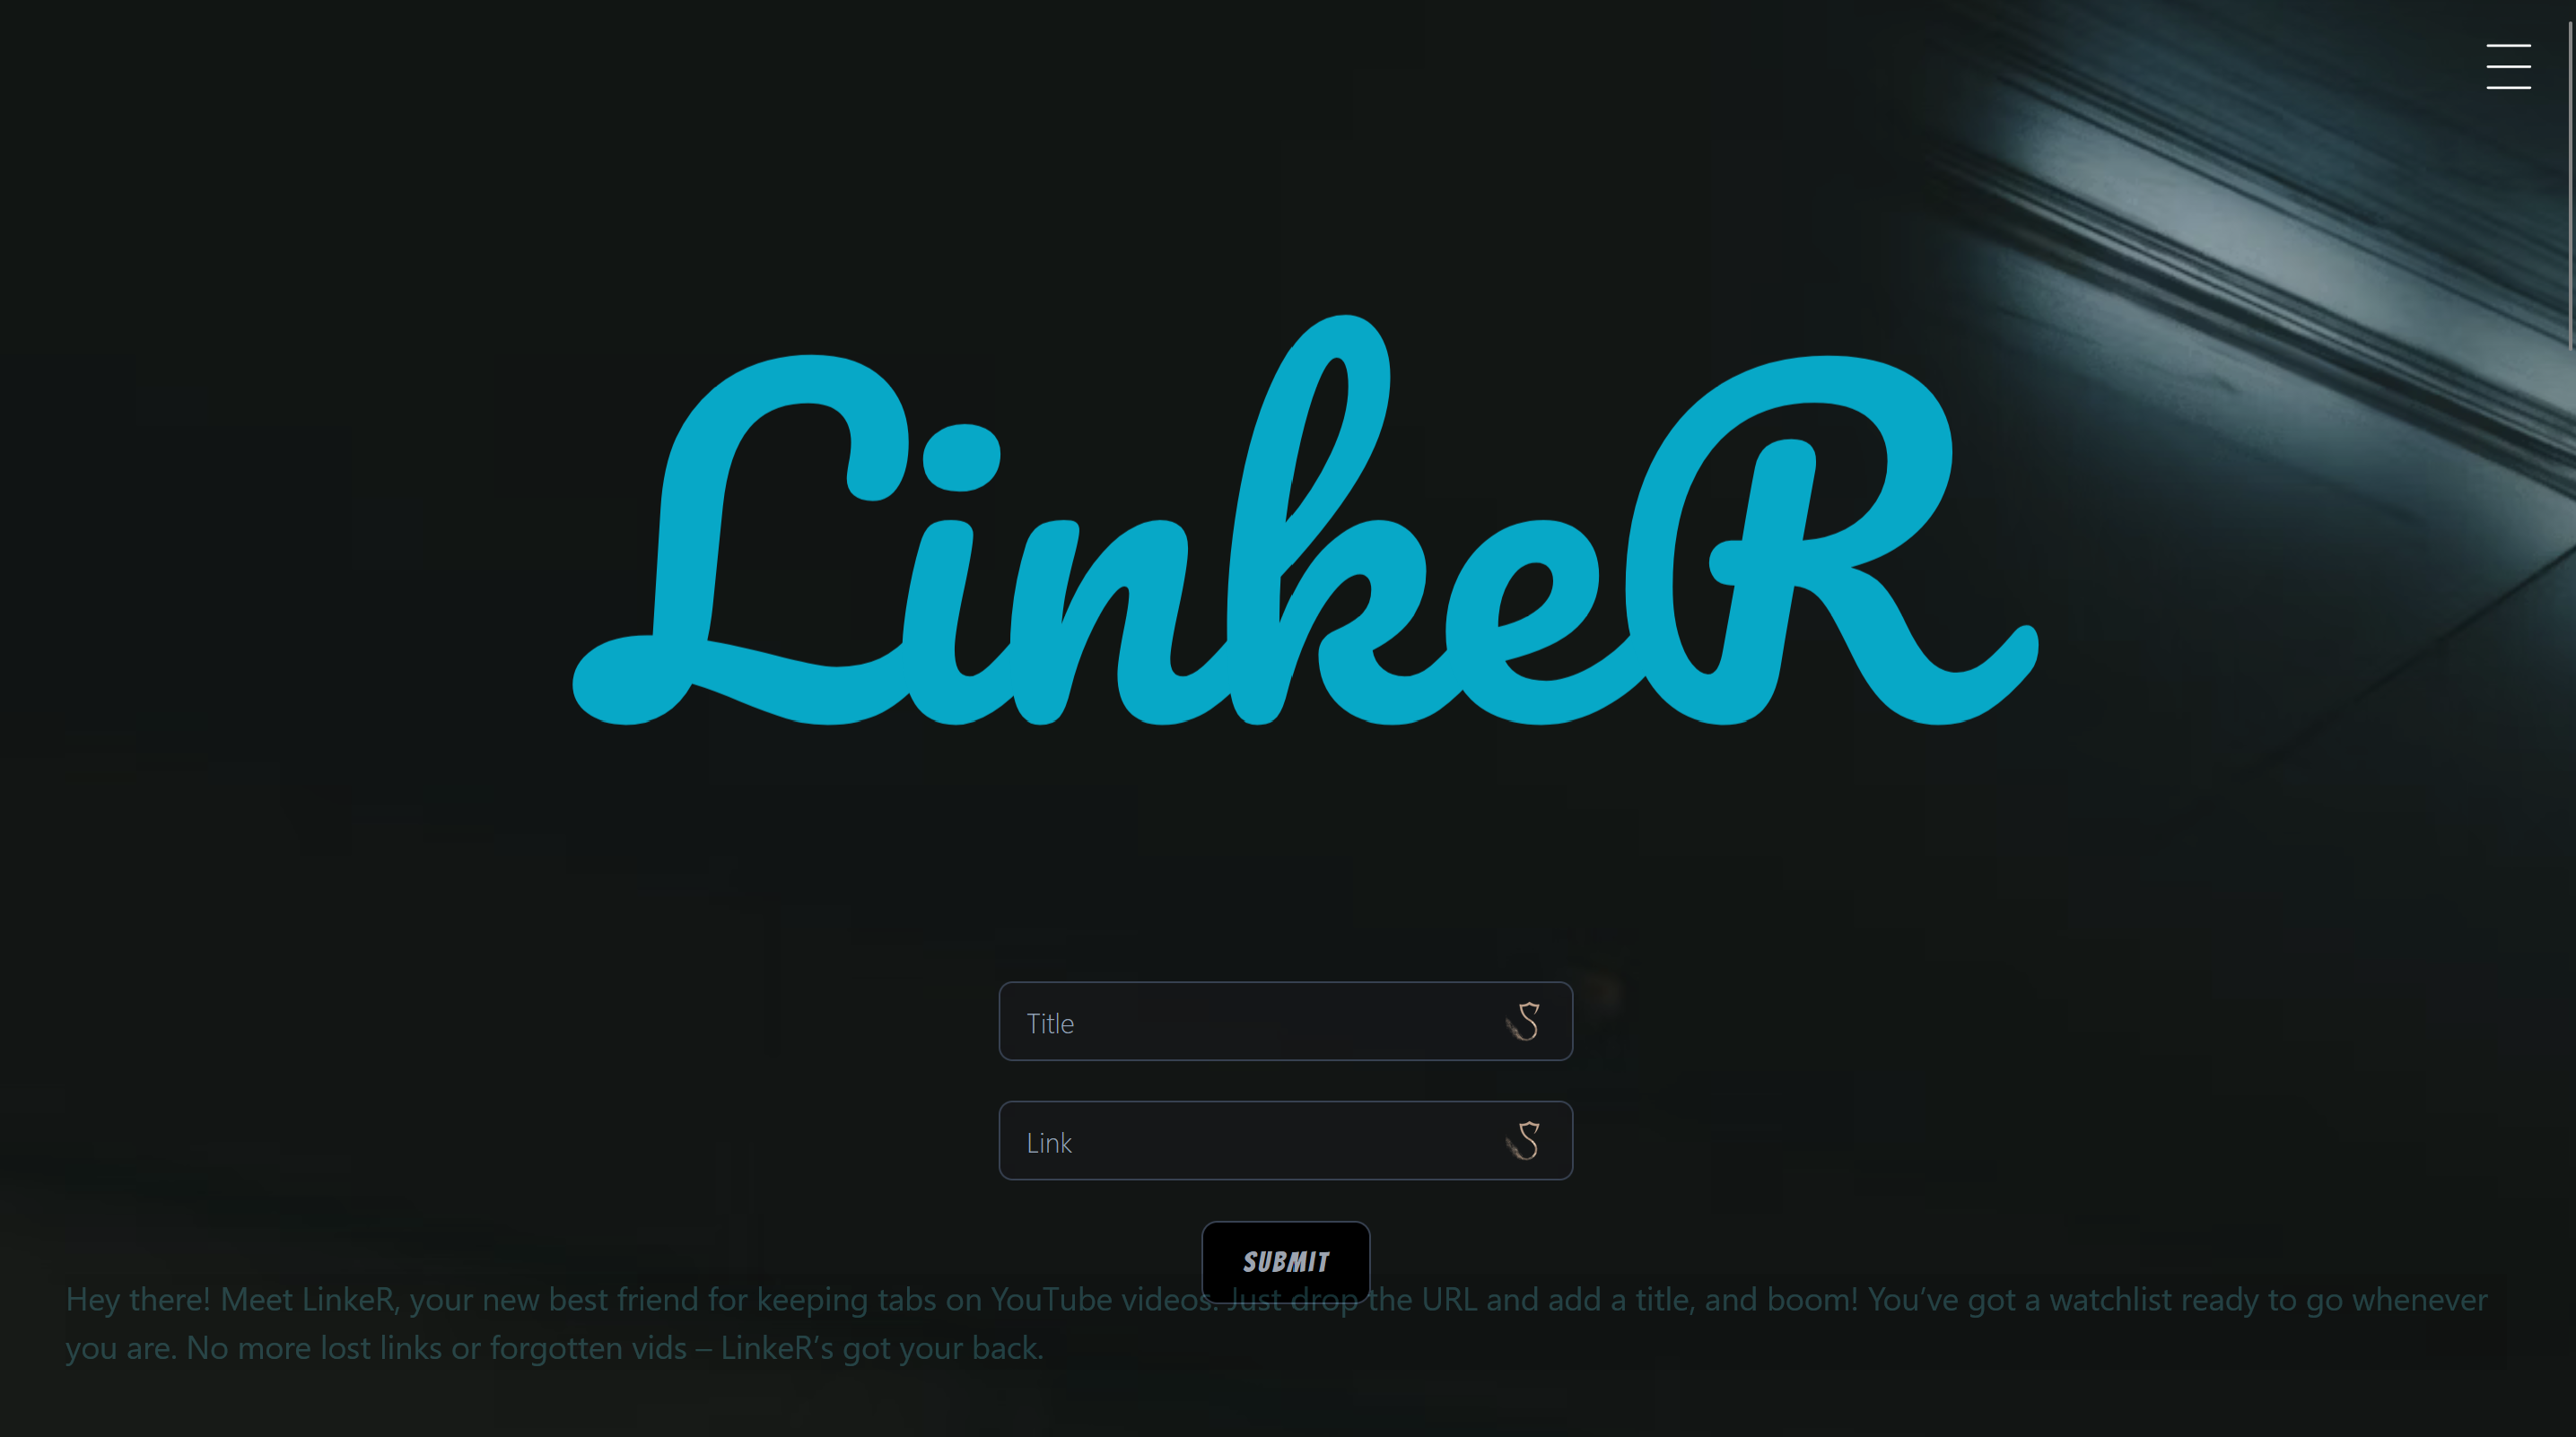 LinkeR
Title
Link
SUBMIT
Hey there! Meet LinkeR, your new best friend for keeping tabs on YouTube videos. Just drop the URL and add a title, and boom! You’ve got a watchlist ready to go whenever
you are. No more lost links or forgotten vids – LinkeR’s got your back.